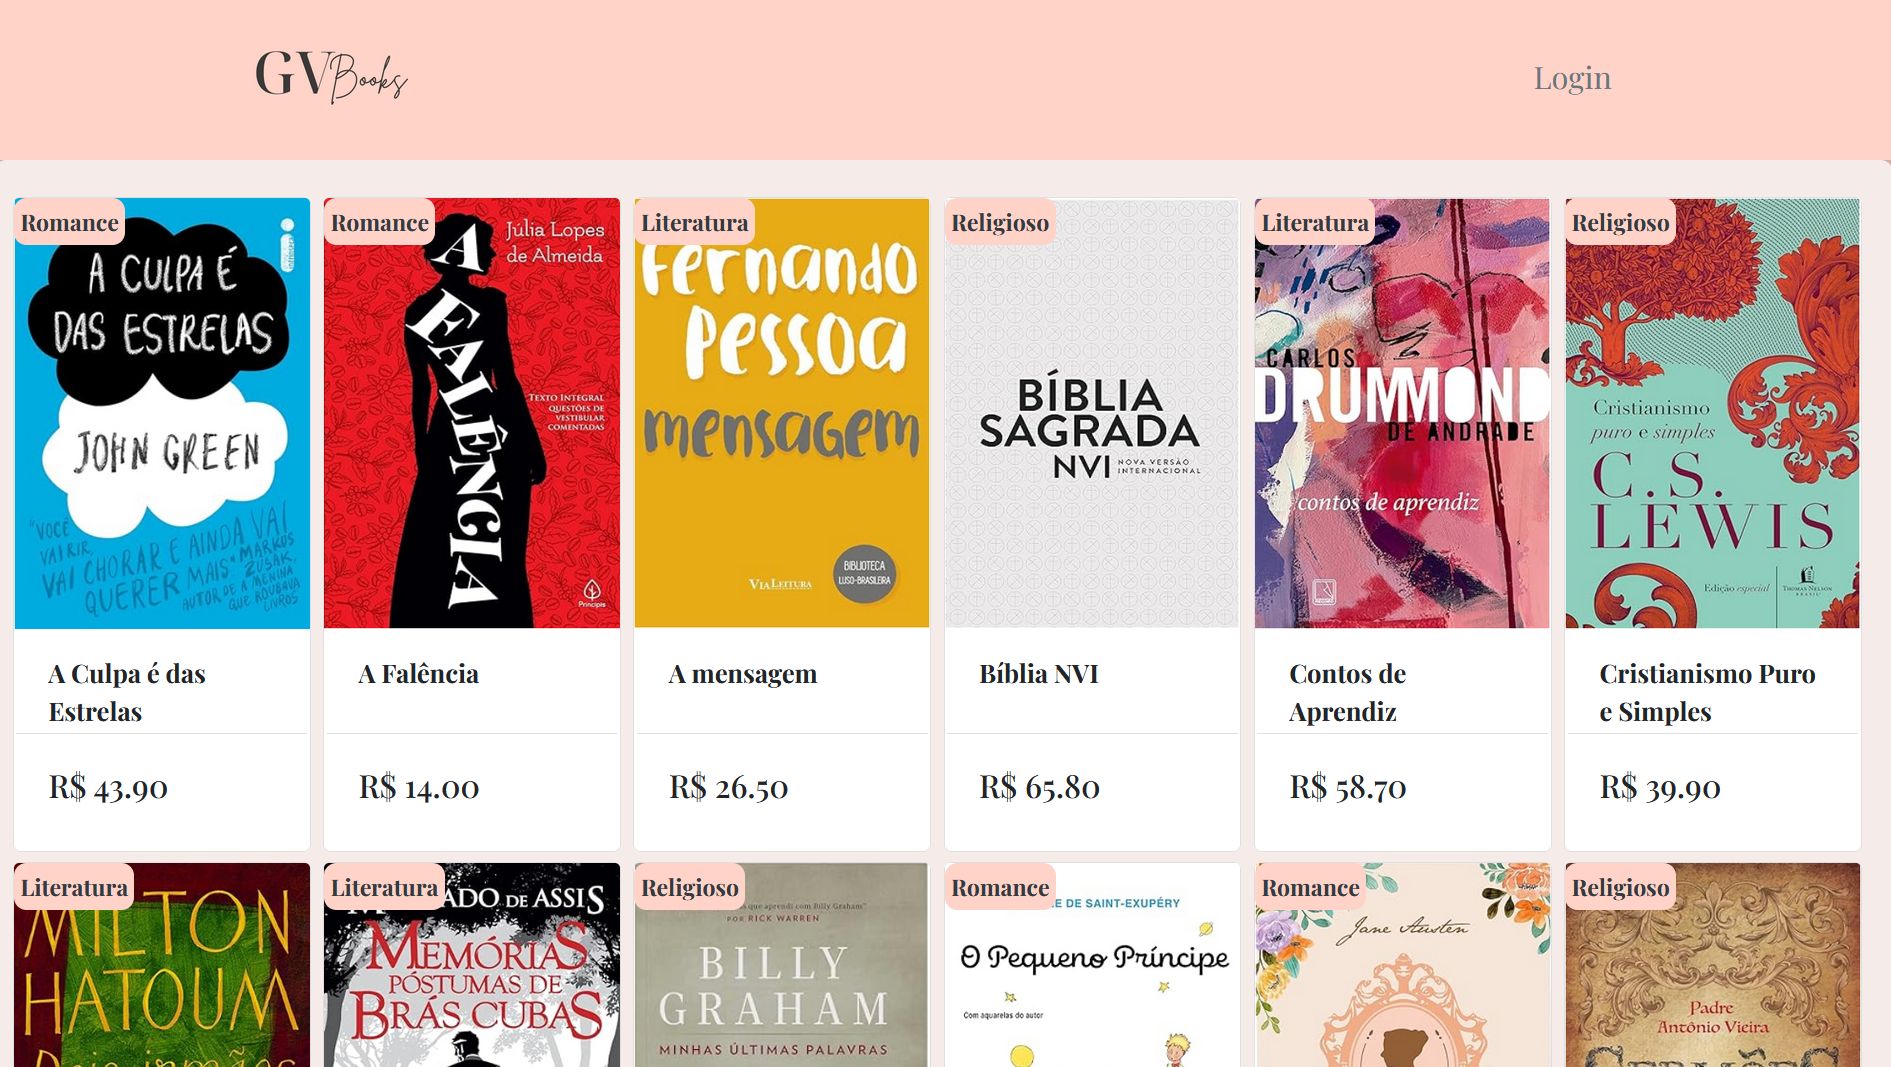 GV Books
Login
Romance
A CULPA É
DAS ESTRELAS
JOHN GREEN
"VOCÊ
VAI RIR,
VAI CHORAR E AINDA VAI
QUERER MAIS"
MARKUS
ZUSAK,
AUTOR DE A MENINA
QUE ROUBAVA
LIVROS
A Culpa é das
Estrelas
R$ 43.90
Romance
Júlia Lopes
de Almeida
A FALÊNCIA
TEXTO INTEGRAL
QUESTÕES DE
VESTIBULAR
COMENTADAS
Principis
A Falência
R$ 14.00
Literatura
Fernando
Pessoa
mensagem
VIALEITURA
BIBLIOTECA
LUSO-BRASILEIRA
A mensagem
R$ 26.50
Religioso
BÍBLIA
SAGRADA
NVI NOVA VERSÃO
INTERNACIONAL
Bíblia NVI
R$ 65.80
Literatura
CARLOS
DRUMMOND
DE ANDRADE
contos de aprendiz
Contos de
Aprendiz
R$ 58.70
Religioso
Cristianismo
puro e simples
C.S.
LEWIS
Edição especial
THOMAS NELSON
BRASIL
Cristianismo Puro
e Simples
R$ 39.90
Literatura
MILTON
HATOUM
Dois irmãos
Literatura
ADO DE ASSIS
MEMÓRIAS
PÓSTUMAS DE
BRÁS CUBAS
Religioso
que aprendi com Billy Graham"
POR RICK WARREN
BILLY
GRAHAM
MINHAS ÚLTIMAS PALAVRAS
Romance
E DE SAINT-EXUPÉRY
O Pequeno Príncipe
Com aquarelas do autor
Romance
Jane Austen
Religioso
Padre
Antônio Vieira